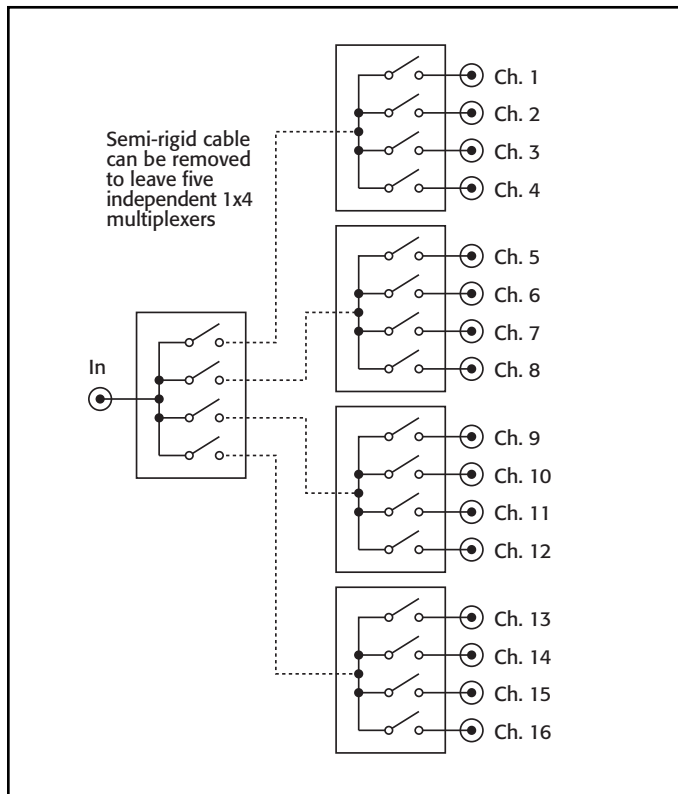 Semi-rigid cable
can be removed
to leave five
independent 1x4
multiplexers
In
Ch. 1
Ch. 2
Ch. 3
Ch. 4
Ch. 5
Ch. 6
Ch. 7
Ch. 8
Ch. 9
Ch. 10
Ch. 11
Ch. 12
Ch. 13
Ch. 14
Ch. 15
Ch. 16